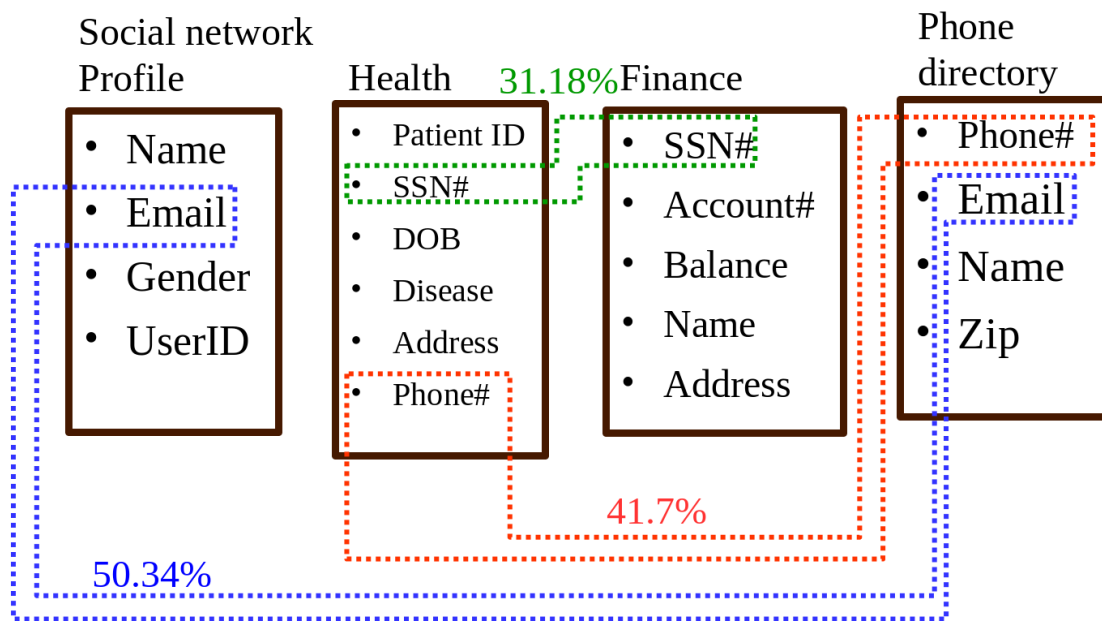 Social network
Profile
• Name
• Email
• Gender
• UserID
Health
• Patient ID
• SSN#
• DOB
• Disease
• Address
• Phone#
31.18%
Finance
• SSN#
• Account#
• Balance
• Name
• Address
Phone
directory
• Phone#
• Email
• Name
• Zip
41.7%
50.34%